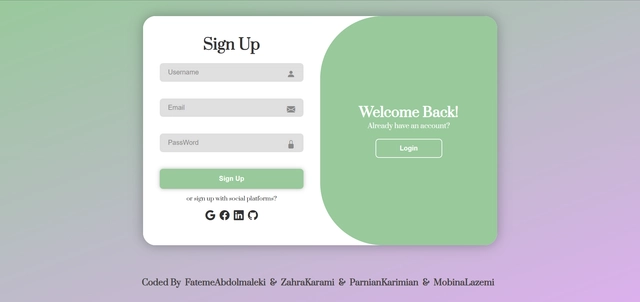 Sign Up
Username
Email
PassWord
Sign Up
or sign up with social platforms?
Welcome Back!
Already have an account?
Login
Coded By FatemeAbdolmaleki & ZahraKarami & ParnianKarimian & MobinaLazemi